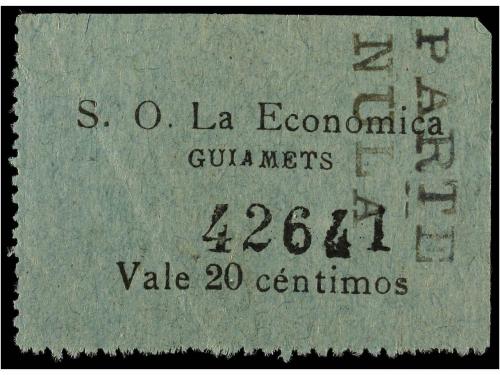 S. O. La Económica
GUIAMETS
42641
Vale 20 céntimos
PARTE
NULA